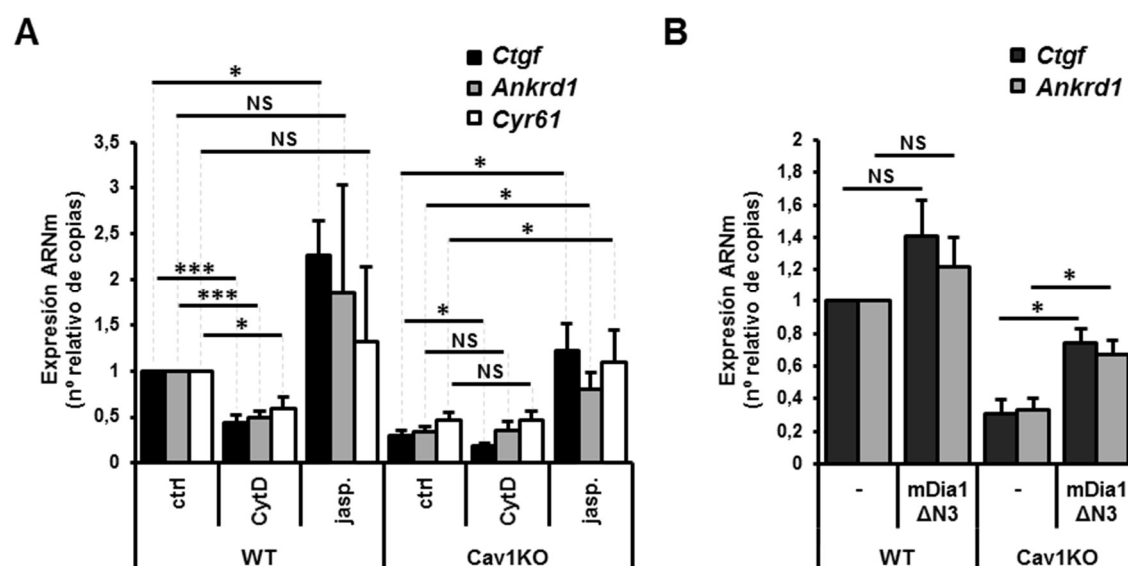 A
Ctgf
Ankrd1
Cyr61
*
NS
NS
***
***
*
*
NS
NS
*
*
*
Expresión ARNm
(nº relativo de copias)
3,5
3
2,5
2
1,5
1
0,5
0
ctrl
CytD
jasp.
ctrl
CytD
jasp.
WT
Cav1KO
B
Ctgf
Ankrd1
NS
NS
*
*
Expresión ARNm
(nº relativo de copias)
2
1,8
1,6
1,4
1,2
1
0,8
0,6
0,4
0,2
0
-
mDia1
ΔN3
-
mDia1
ΔN3
WT
Cav1KO